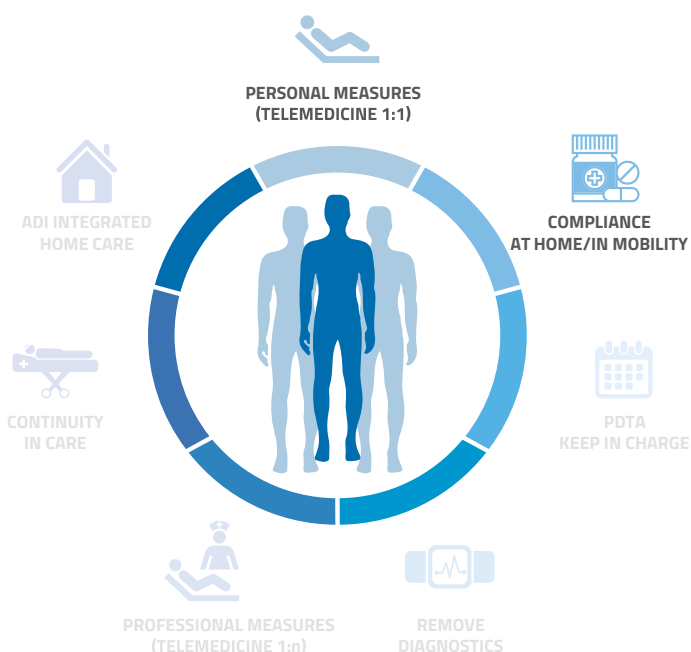 PERSONAL MEASURES
(TELEMEDICINE 1:1)
ADI INTEGRATED
HOME CARE
COMPLIANCE
AT HOME/IN MOBILITY
CONTINUITY
IN CARE
PDTA
KEEP IN CHARGE
PROFESSIONAL MEASURES
(TELEMEDICINE 1:n)
REMOVE
DIAGNOSTICS